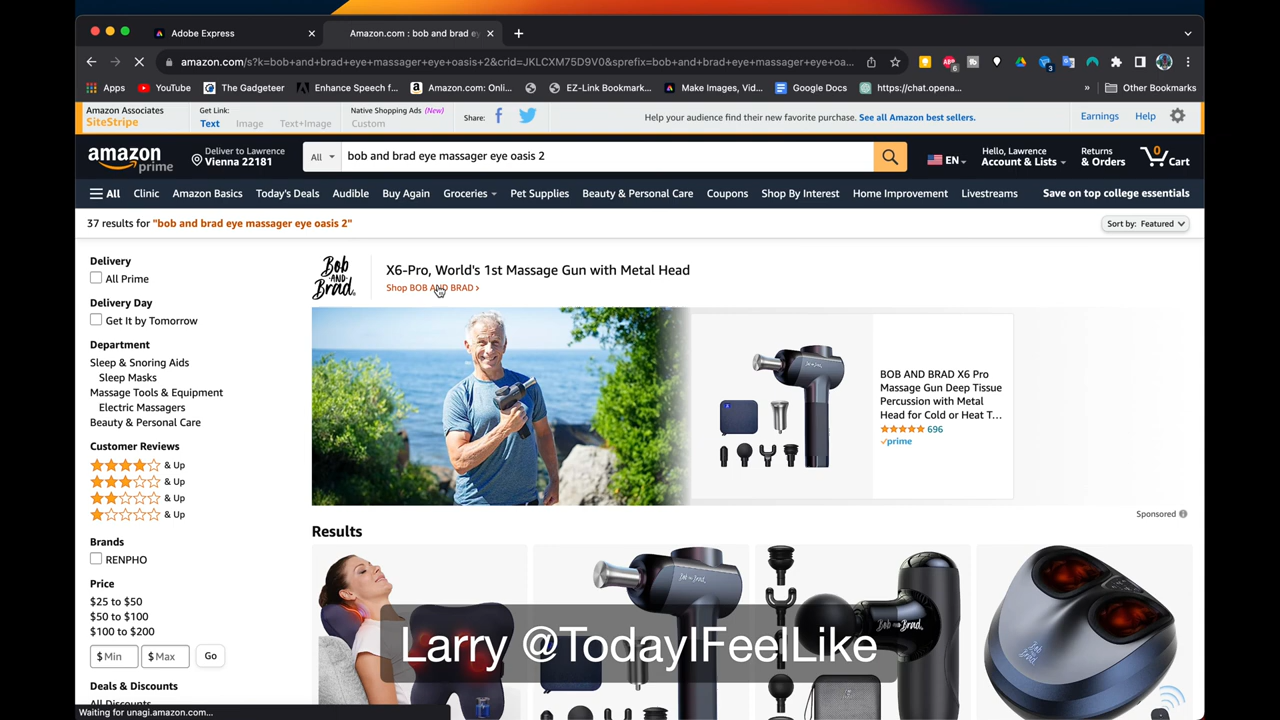 Adobe Express
Amazon.com : bob and brad ey
amazon.com/s?k=bob+and+brad+eye+massager+eye+oasis+2&crid=JKLCXM75D9V0&sprefix=bob+and+brad+eye+massager+eye+oa...
6
3
Apps
YouTube
The Gadgeteer
Enhance Speech f...
Amazon.com: Onli...
EZ-Link Bookmark...
Make Images, Vid...
Google Docs
https://chat.opena...
»
Other Bookmarks
Amazon Associates
SiteStripe
Get Link:
Text
Image
Text+Image
Native Shopping Ads (New)
Custom
Share:
Help your audience find their new favorite purchase. See all Amazon best sellers.
Earnings
Help
amazon
prime
Deliver to Lawrence
Vienna 22181
All
bob and brad eye massager eye oasis 2
EN
Hello, Lawrence
Account & Lists
Returns
& Orders
0
Cart
All
Clinic
Amazon Basics
Today's Deals
Audible
Buy Again
Groceries
Pet Supplies
Beauty & Personal Care
Coupons
Shop By Interest
Home Improvement
Livestreams
Save on top college essentials
37 results for "bob and brad eye massager eye oasis 2"
Sort by: Featured
Delivery
All Prime
Delivery Day
Get It by Tomorrow
Department
Sleep & Snoring Aids
Sleep Masks
Massage Tools & Equipment
Electric Massagers
Beauty & Personal Care
Customer Reviews
& Up
& Up
& Up
& Up
Brands
RENPHO
Price
$25 to $50
$50 to $100
$100 to $200
$ Min
$ Max
Go
Deals & Discounts
All Discounts
Bob
AND
Brad
X6-Pro, World's 1st Massage Gun with Metal Head
Shop BOB AND BRAD ›
BOB AND BRAD X6 Pro
Massage Gun Deep Tissue
Percussion with Metal
Head for Cold or Heat T...
696
prime
Sponsored
Results
Bob AND Brad
Bob AND Brad
Bob
AND
Brad
Larry @TodayIFeelLike
Waiting for unagi.amazon.com...